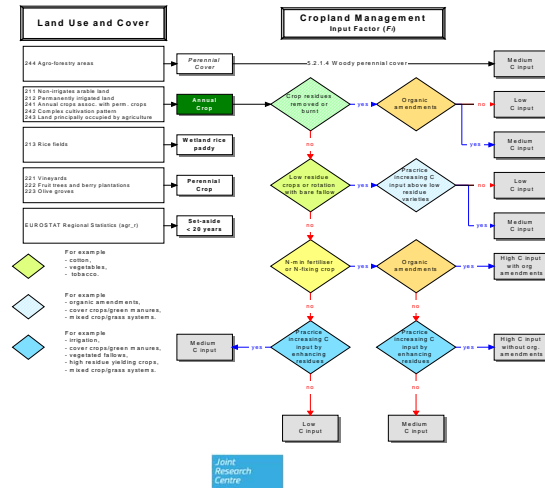 Land Use and Cover
Cropland Management
Input Factor (Fi)
244 Agro-forestry areas
Perennial
Cover
5.2.1.4 Woody perennial cover
Medium
C input
211 Non-irrigates arable land
212 Permanently irrigated land
241 Annual crops assoc. with perm. crops
242 Complex cultivation pattern
243 Land principally occupied by agriculture
Annual
Crop
Crop residues
removed or
burnt
yes
Organic
amendments
no
Low
C input
yes
Medium
C input
no
213 Rice fields
Wetland rice
paddy
221 Vineyards
222 Fruit trees and berry plantations
223 Olive groves
Perennial
Crop
Low residue
crops or rotation
with bare fallow
yes
Pracrice
increasing C
input above low
residue
varieties
no
Low
C input
yes
Medium
C input
no
EUROSTAT Regional Statistics (agr_r)
Set-aside
< 20 years
For example
- cotton,
- vegetables,
- tobacco.
N-min fertiliser
or N-fixing crop
yes
Organic
amendments
yes
High C input
with org
amendments
no
no
For example
- organic amendments,
- cover crops/green manures,
- mixed crop/grass systems.
For example
- irrigation,
- cover crops/green manures,
- vegetated fallows,
- high residue yielding crops,
- mixed crop/grass systems.
Medium
C input
yes
Pracrice
increasing C
input by
enhancing
residues
Pracrice
increasing C
input by
enhancing
residues
yes
High C input
without org.
amendments
no
no
Low
C input
Medium
C input
Joint
Research
Centre